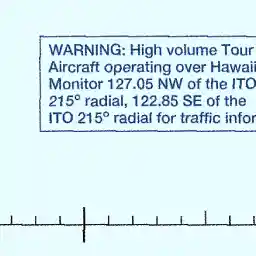 WARNING: High volume Tour
Aircraft operating over Hawaii
Monitor 127.05 NW of the ITO
215° radial, 122.85 SE of the
ITO 215° radial for traffic infor